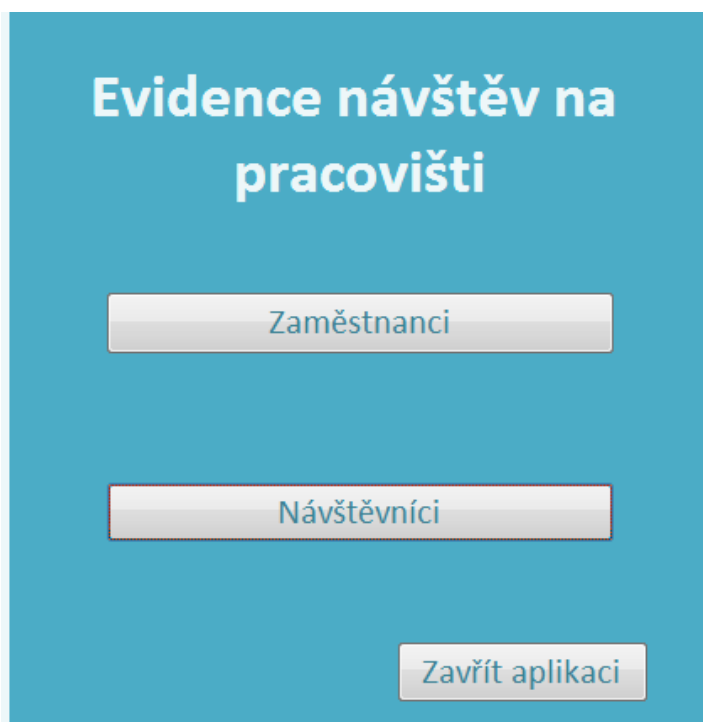 Evidence návštěv na
pracovišti
Zaměstnanci
Návštěvníci
Zavřít aplikaci